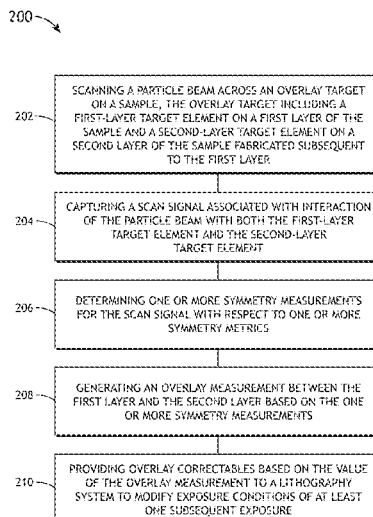 200
202
SCANNING A PARTICLE BEAM ACROSS AN OVERLAY TARGET
ON A SAMPLE, THE OVERLAY TARGET INCLUDING A
FIRST-LAYER TARGET ELEMENT ON A FIRST LAYER OF THE
SAMPLE AND A SECOND-LAYER TARGET ELEMENT ON A
SECOND LAYER OF THE SAMPLE FABRICATED SUBSEQUENT
TO THE FIRST LAYER
204
CAPTURING A SCAN SIGNAL ASSOCIATED WITH INTERACTION
OF THE PARTICLE BEAM WITH BOTH THE FIRST-LAYER
TARGET ELEMENT AND THE SECOND-LAYER
TARGET ELEMENT
206
DETERMINING ONE OR MORE SYMMETRY MEASUREMENTS
FOR THE SCAN SIGNAL WITH RESPECT TO ONE OR MORE
SYMMETRY METRICS
208
GENERATING AN OVERLAY MEASUREMENT BETWEEN THE
FIRST LAYER AND THE SECOND LAYER BASED ON THE ONE
OR MORE SYMMETRY MEASUREMENTS
210
PROVIDING OVERLAY CORRECTABLES BASED ON THE VALUE
OF THE OVERLAY MEASUREMENT TO A LITHOGRAPHY
SYSTEM TO MODIFY EXPOSURE CONDITIONS OF AT LEAST
ONE SUBSEQUENT EXPOSURE